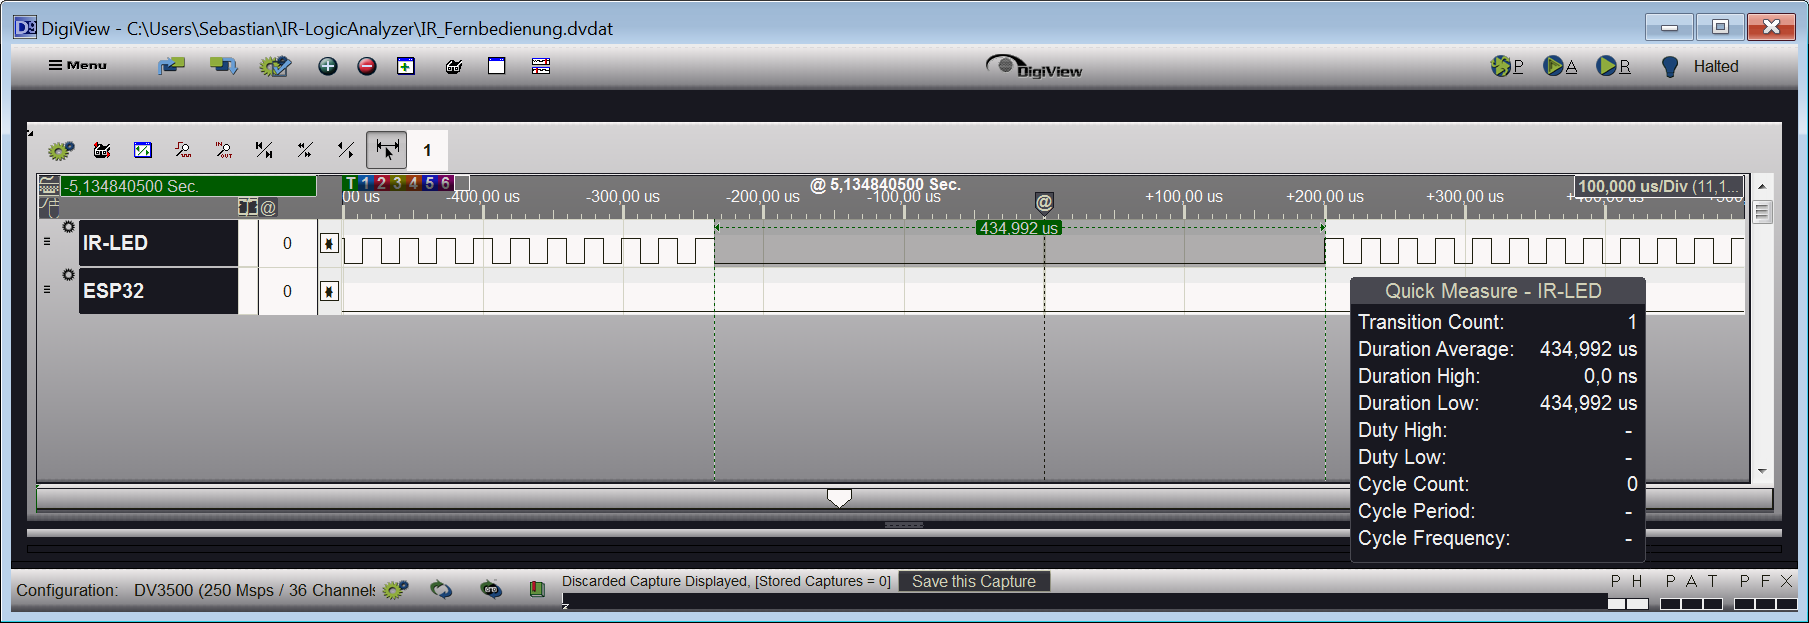 DigiView - C:\Users\Sebastian\IR-LogicAnalyzer\IR_Fernbedienung.dvdat
Menu
DigiView
P A R Halted
1
-5,134840500 Sec.
T 1 2 3 4 5 6
@ 5,134840500 Sec.
100,000 us/Div (11,1...
00 us -400,00 us -300,00 us -200,00 us -100,00 us @ +100,00 us +200,00 us +300,00 us
@
IR-LED 0
434,992 us
ESP32 0
Quick Measure - IR-LED
Transition Count: 1
Duration Average: 434,992 us
Duration High: 0,0 ns
Duration Low: 434,992 us
Duty High: -
Duty Low: -
Cycle Count: 0
Cycle Period: -
Cycle Frequency: -
Configuration: DV3500 (250 Msps / 36 Channels
Discarded Capture Displayed, [Stored Captures = 0] Save this Capture
P H P A T P F X